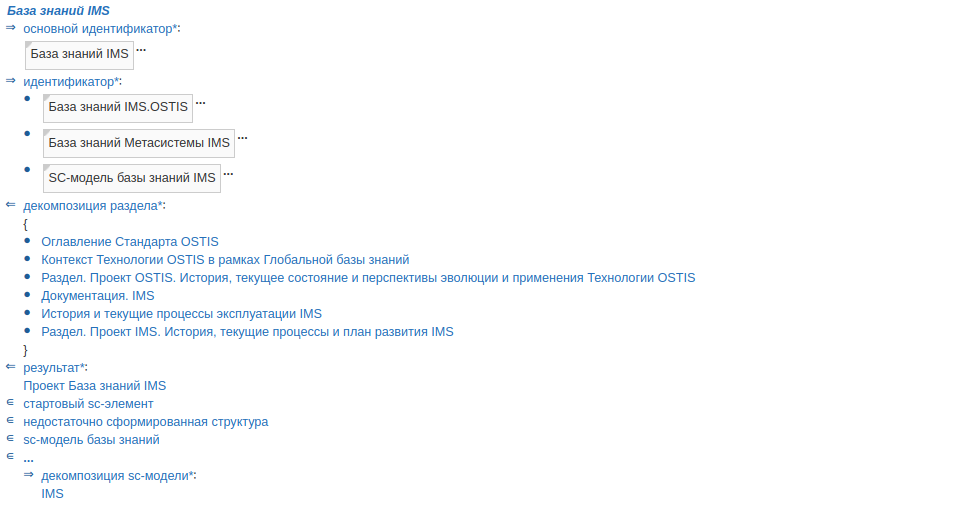 База знаний IMS
⇒ основной идентификатор*:
База знаний IMS ...
⇒ идентификатор*:
• База знаний IMS.OSTIS ...
• База знаний Метасистемы IMS ...
• SC-модель базы знаний IMS ...
⇐ декомпозиция раздела*:
{
• Оглавление Стандарта OSTIS
• Контекст Технологии OSTIS в рамках Глобальной базы знаний
• Раздел. Проект OSTIS. История, текущее состояние и перспективы эволюции и применения Технологии OSTIS
• Документация. IMS
• История и текущие процессы эксплуатации IMS
• Раздел. Проект IMS. История, текущие процессы и план развития IMS
}
⇐ результат*:
Проект База знаний IMS
∈ стартовый sc-элемент
∈ недостаточно сформированная структура
∈ sc-модель базы знаний
∈ ...
⇒ декомпозиция sc-модели*:
IMS